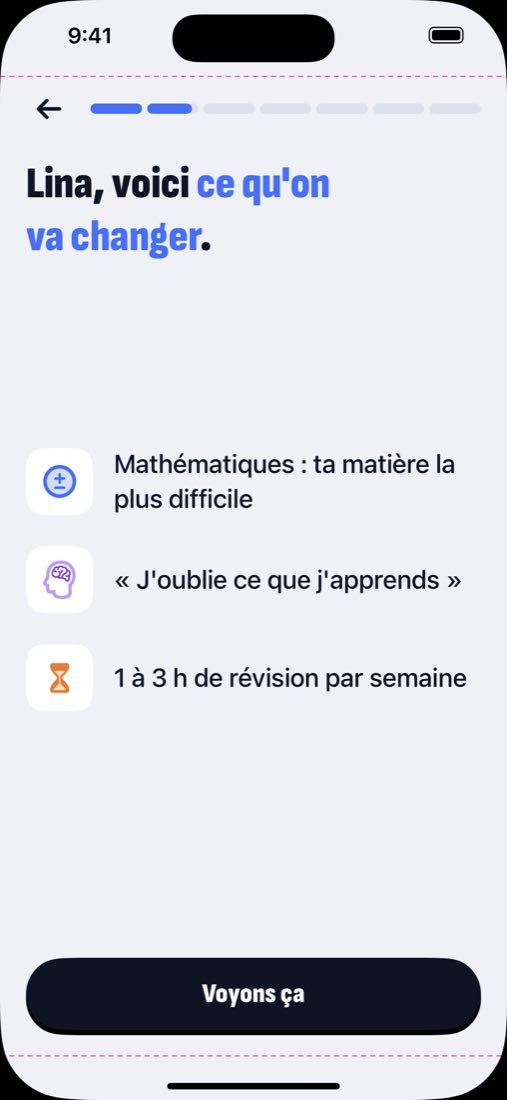 9:41
Lina, voici ce qu'on
va changer.
Mathématiques : ta matière la
plus difficile
« J'oublie ce que j'apprends »
1 à 3 h de révision par semaine
Voyons ça